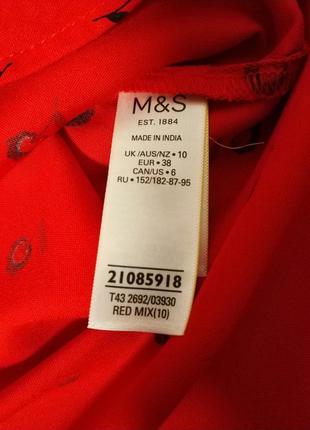 M&S
EST. 1884
MADE IN INDIA
UK/AUS/NZ • 10
EUR • 38
CAN/US • 6
RU • 152/182-87-95
21085918
T43 2692/03930
RED MIX(10)